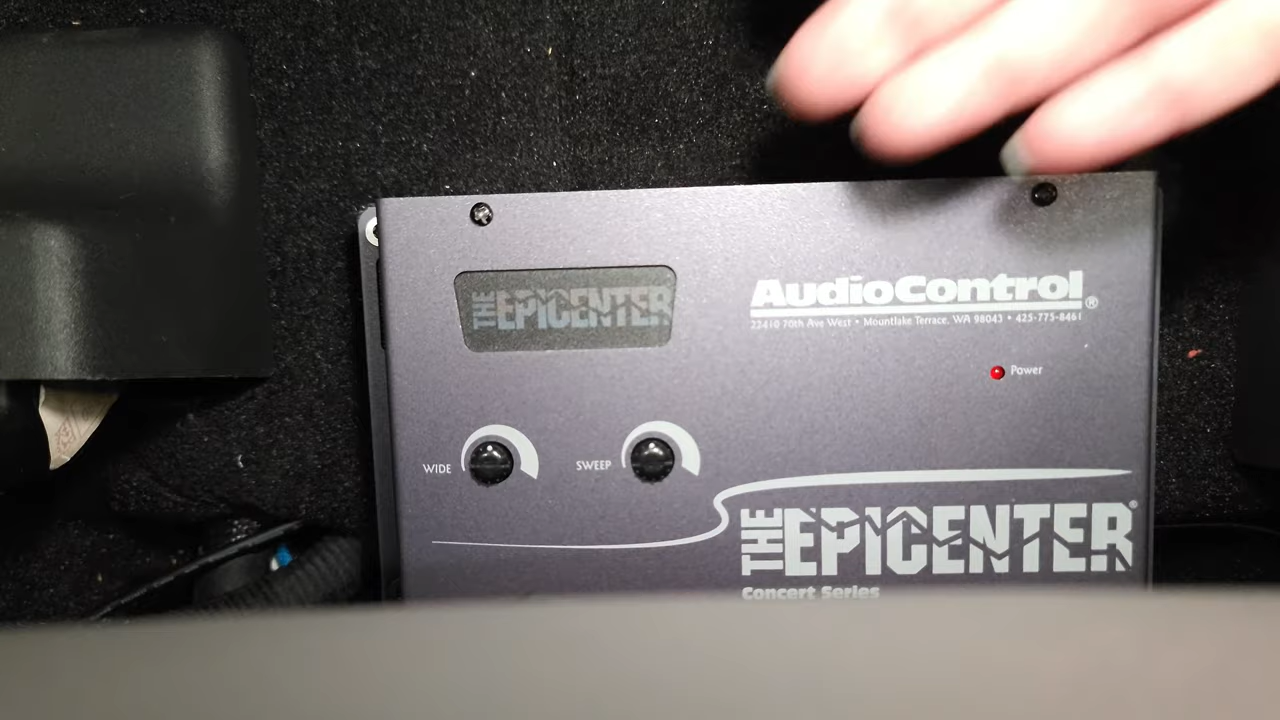 THE EPICENTER
AudioControl®
22410 70th Ave West • Mountlake Terrace, WA 98043 • 425-775-8461
Power
WIDE
SWEEP
THE EPICENTER®
Concert Series